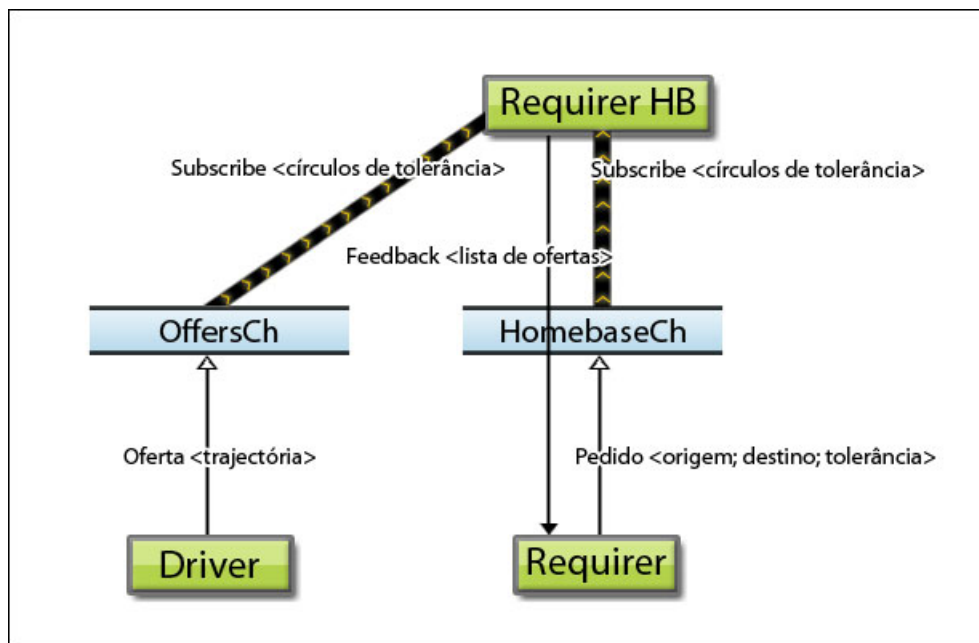 Requirer HB
Subscribe <círculos de tolerância>
Subscribe <círculos de tolerância>
Feedback <lista de ofertas>
OffersCh
HomebaseCh
Oferta <trajectória>
Pedido <origem; destino; tolerância>
Driver
Requirer